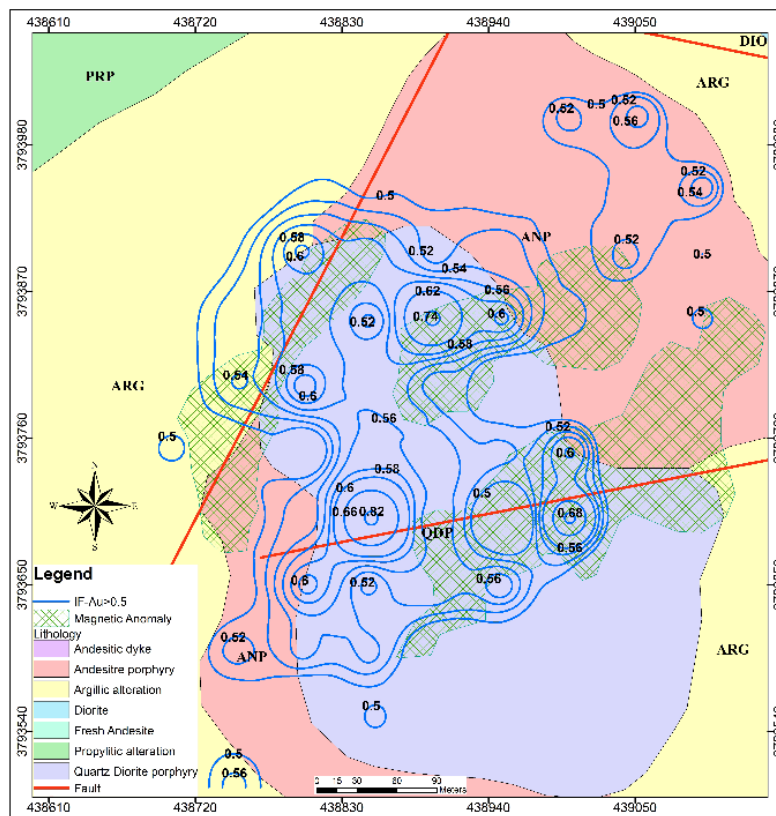 438610 438720 438830 438940 439050
DIO
PRP
ARG
0.52 0.5 0.52
0.56
3793980
0.52
0.54
0.5
0.58
0.6
0.52
ANP
0.52
0.5
0.54
3793870
0.62
0.56
0.52
0.74
0.6
0.5
0.58
0.64
0.58
0.6
ARG
0.56
0.5
0.52
3793760
0.6
0.58
0.6
0.5
0.66
0.82
0.68
QDP
0.56
3793650
0.6
0.52
0.56
0.52
ANP
ARG
0.5
3793540
0.5
0.56
N
W E
S
Legend
IF-Au>0.5
Magnetic Anomaly
Lithology
Andesitic dyke
Andesitre porphyry
Argillic alteration
Diorite
Fresh Andesite
Propylitic alteration
Quartz Diorite porphyry
Fault
0 15 30 60 90
Meters
438610 438720 438830 438940 439050